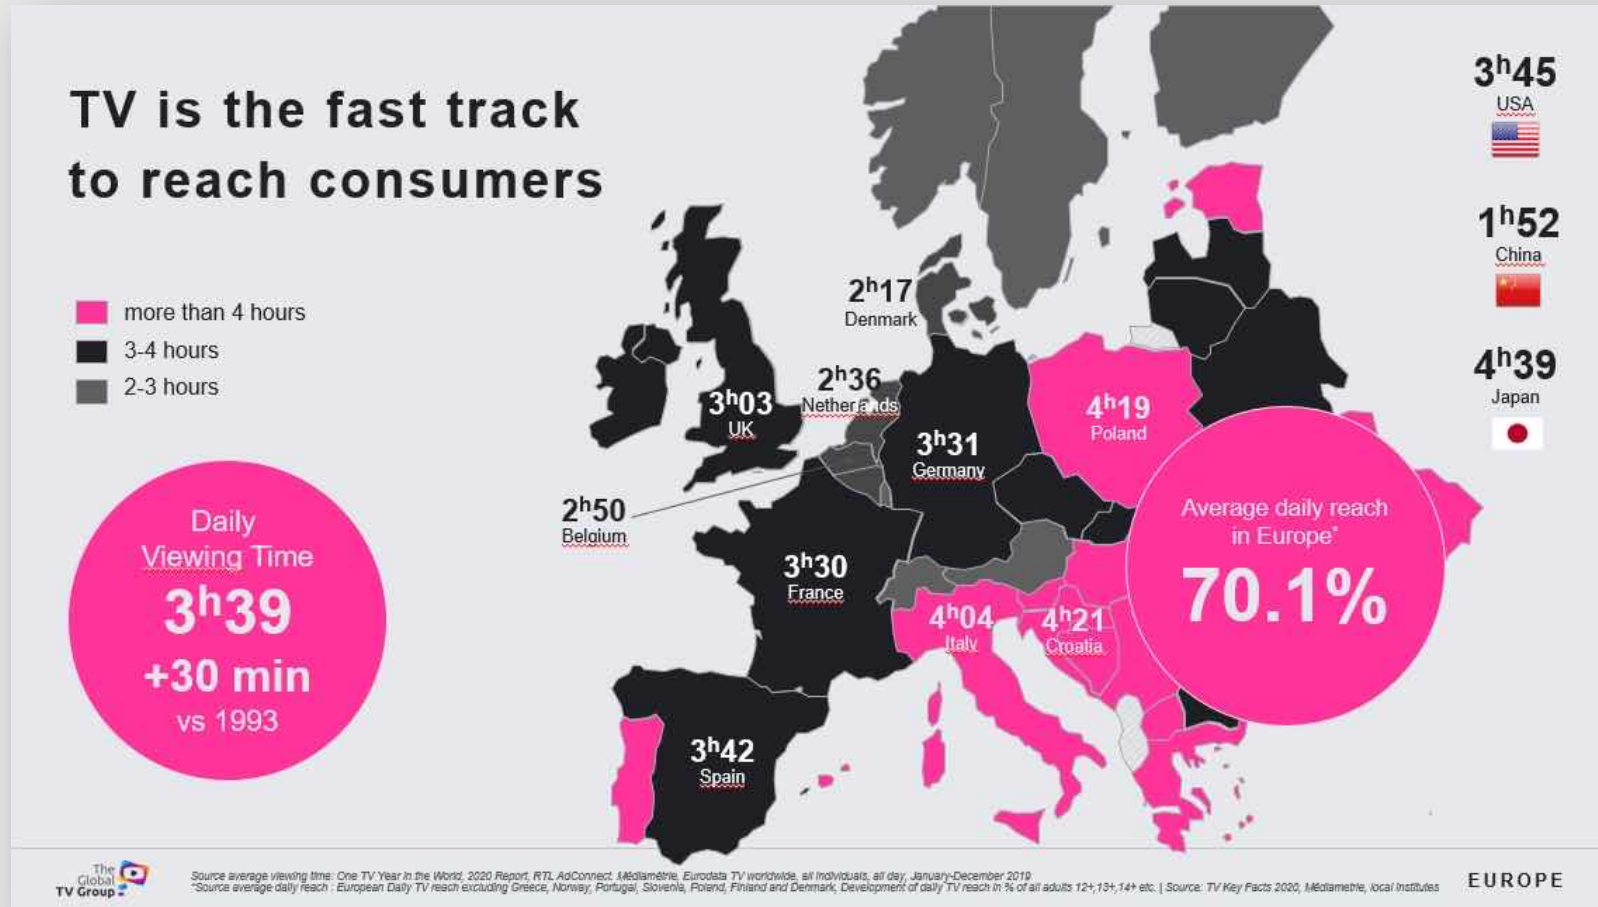 TV is the fast track
to reach consumers
more than 4 hours
3-4 hours
2-3 hours
Daily
Viewing Time
3h39
+30 min
vs 1993
2h17
Denmark
2h36
Netherlands
3h03
UK
2h50
Belgium
3h31
Germany
4h19
Poland
3h30
France
4h04
Italy
4h21
Croatia
3h42
Spain
Average daily reach
in Europe*
70.1%
3h45
USA
1h52
China
4h39
Japan
The
Global
TV Group
Source average viewing time: One TV Year in the World, 2020 Report, RTL AdConnect. Médiamétrie, Eurodata TV worldwide, all individuals, all day, January-December 2019
*Source average daily reach : European Daily TV reach excluding Greece, Norway, Portugal, Slovenia, Poland, Finland and Denmark, Development of daily TV reach in % of all adults 12+,13+,14+ etc. | Source: TV Key Facts 2020, Médiametrie, local institutes
EUROPE